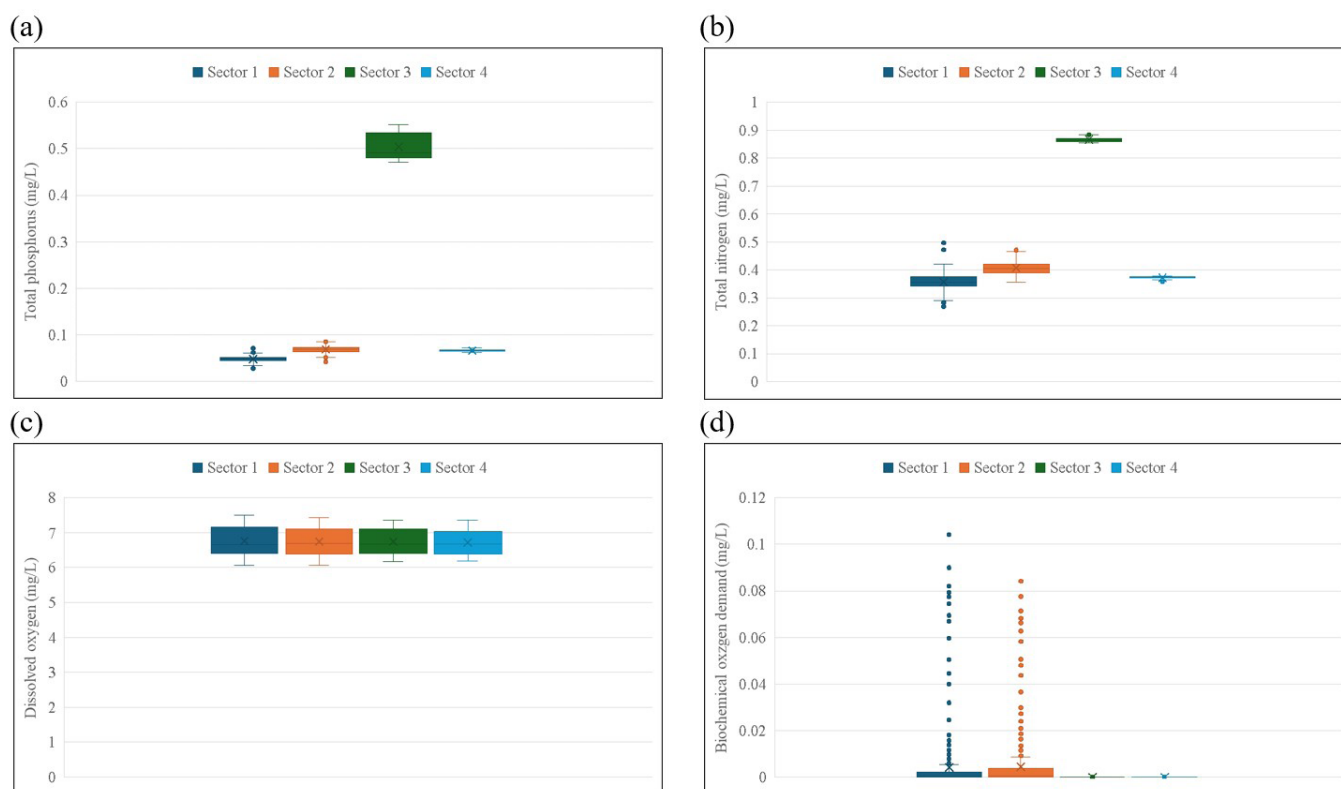 (a)
Sector 1 Sector 2 Sector 3 Sector 4
Total phosphorus (mg/L)
0.6
0.5
0.4
0.3
0.2
0.1
0
(b)
Sector 1 Sector 2 Sector 3 Sector 4
Total nitrogen (mg/L)
1
0.9
0.8
0.7
0.6
0.5
0.4
0.3
0.2
0.1
0
(c)
Sector 1 Sector 2 Sector 3 Sector 4
Dissolved oxygen (mg/L)
8
7
6
5
4
3
2
1
0
(d)
Sector 1 Sector 2 Sector 3 Sector 4
Biochemical oxzgen demand (mg/L)
0.12
0.1
0.08
0.06
0.04
0.02
0